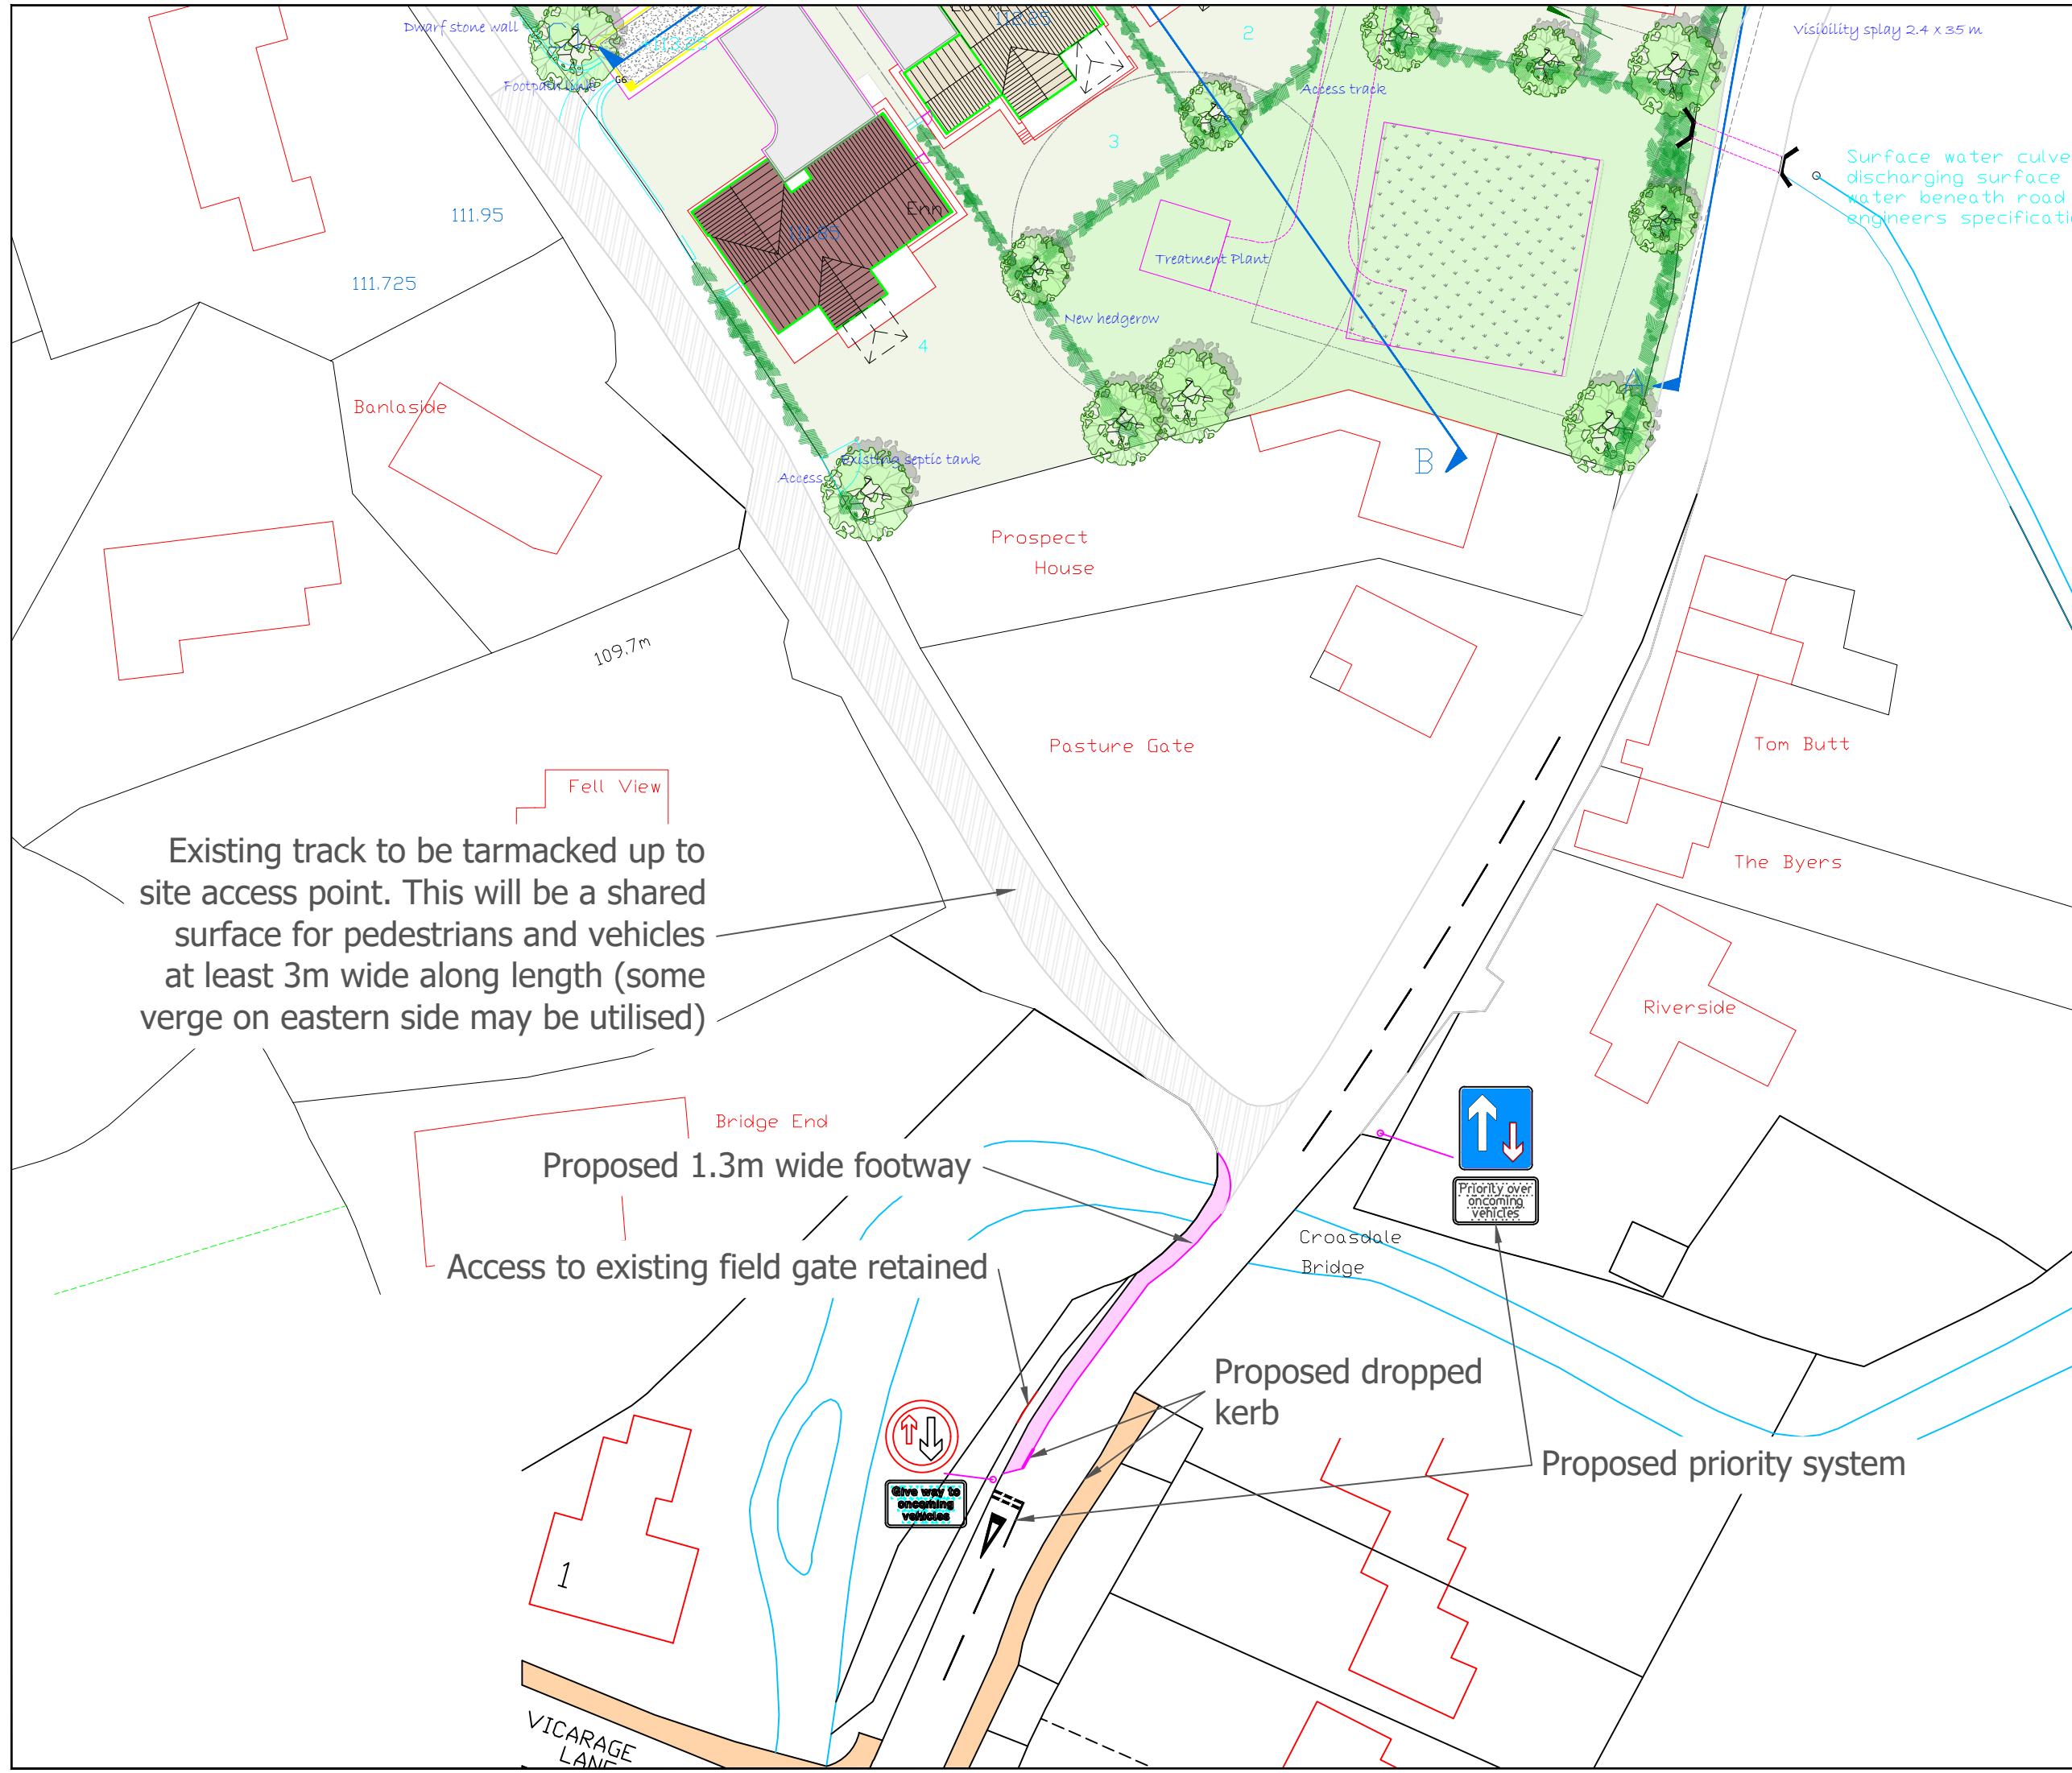 Dwarf stone wall
112.25
2
Visibility splay 2.4 x 35 m
G6
Access track
3
Surface water culve
discharging surface
water beneath road
engineers specificati
111.95
Enn
111.85
111.725
Treatment Plant
New hedgerow
4
A
Banlaside
B
Existing septic tank
Access
Prospect
House
109.7m
Pasture Gate
Tom Butt
Fell View
The Byers
Existing track to be tarmacked up to
site access point. This will be a shared
surface for pedestrians and vehicles
at least 3m wide along length (some
verge on eastern side may be utilised)
Riverside
Bridge End
Proposed 1.3m wide footway
Priority over
oncoming
vehicles
Croasdale
Bridge
Access to existing field gate retained
Proposed dropped
kerb
Proposed priority system
Give way to
oncoming
vehicles
1
VICARAGE
LANE